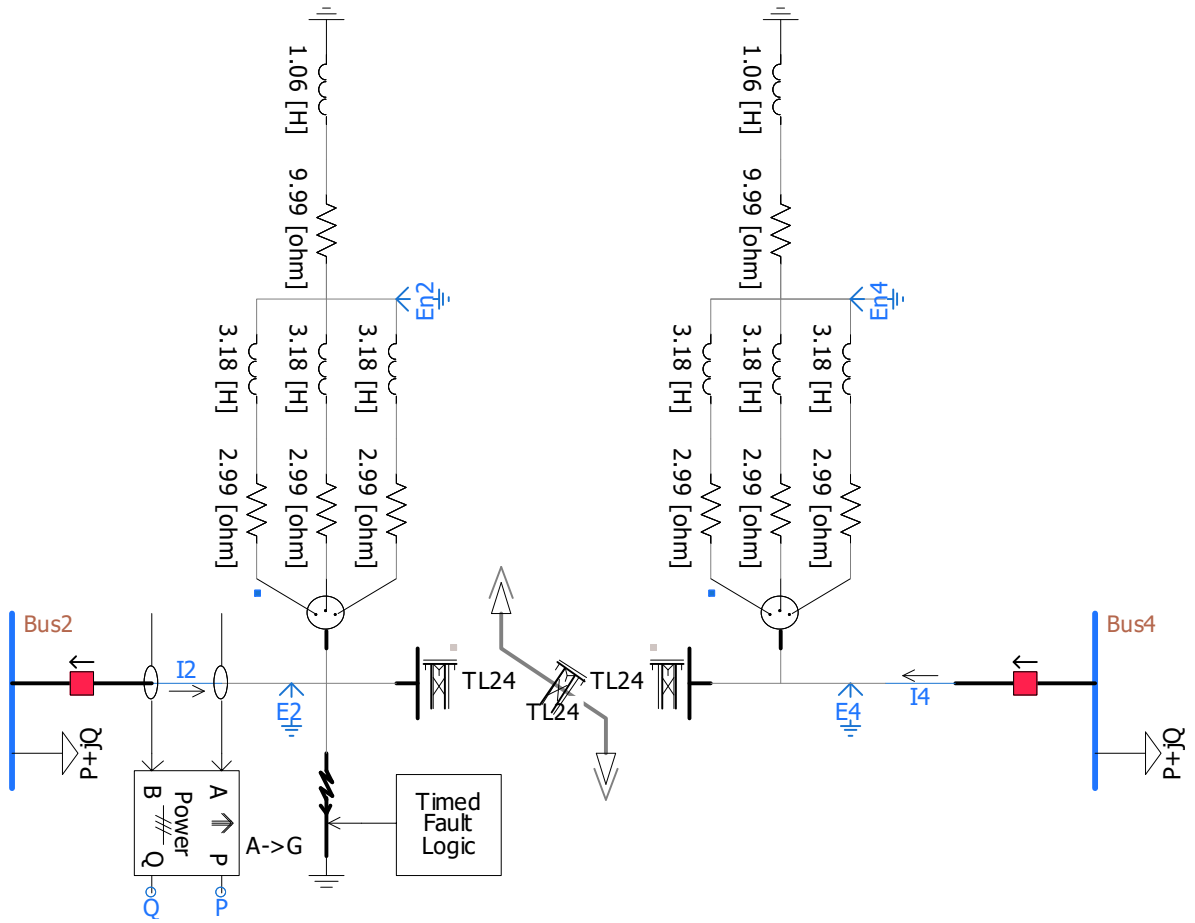 1.06 [H]
1.06 [H]
9.99 [ohm]
9.99 [ohm]
En2
En4
3.18 [H]
3.18 [H]
3.18 [H]
3.18 [H]
3.18 [H]
3.18 [H]
2.99 [ohm]
2.99 [ohm]
2.99 [ohm]
2.99 [ohm]
2.99 [ohm]
2.99 [ohm]
Bus2
Bus4
I2
TL24
TL24
TL24
I4
E2
E4
P+jQ
P+jQ
A
B
Power
P
Q
A->G
Timed
Fault
Logic
Q
P